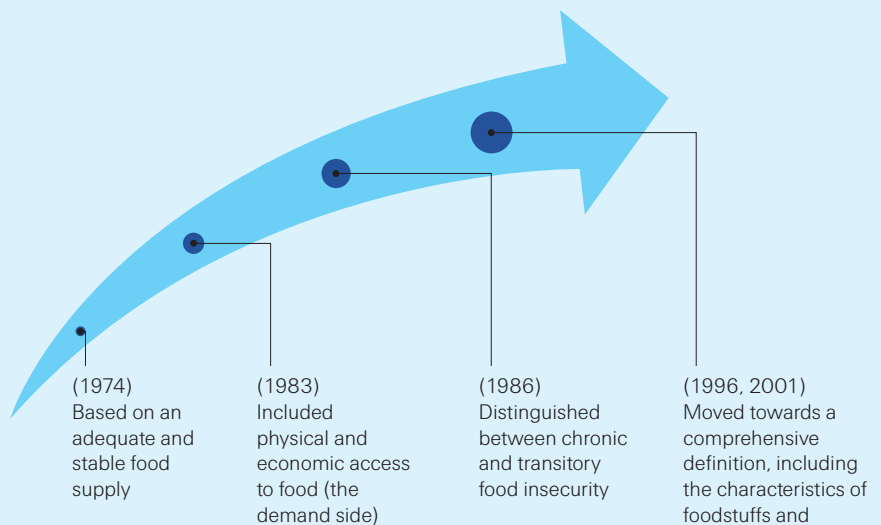 (1974)
Based on an
adequate and
stable food
supply
(1983)
Included
physical and
economic access
to food (the
demand side)
(1986)
Distinguished
between chronic
and transitory
food insecurity
(1996, 2001)
Moved towards a
comprehensive
definition, including
the characteristics of
foodstuffs and